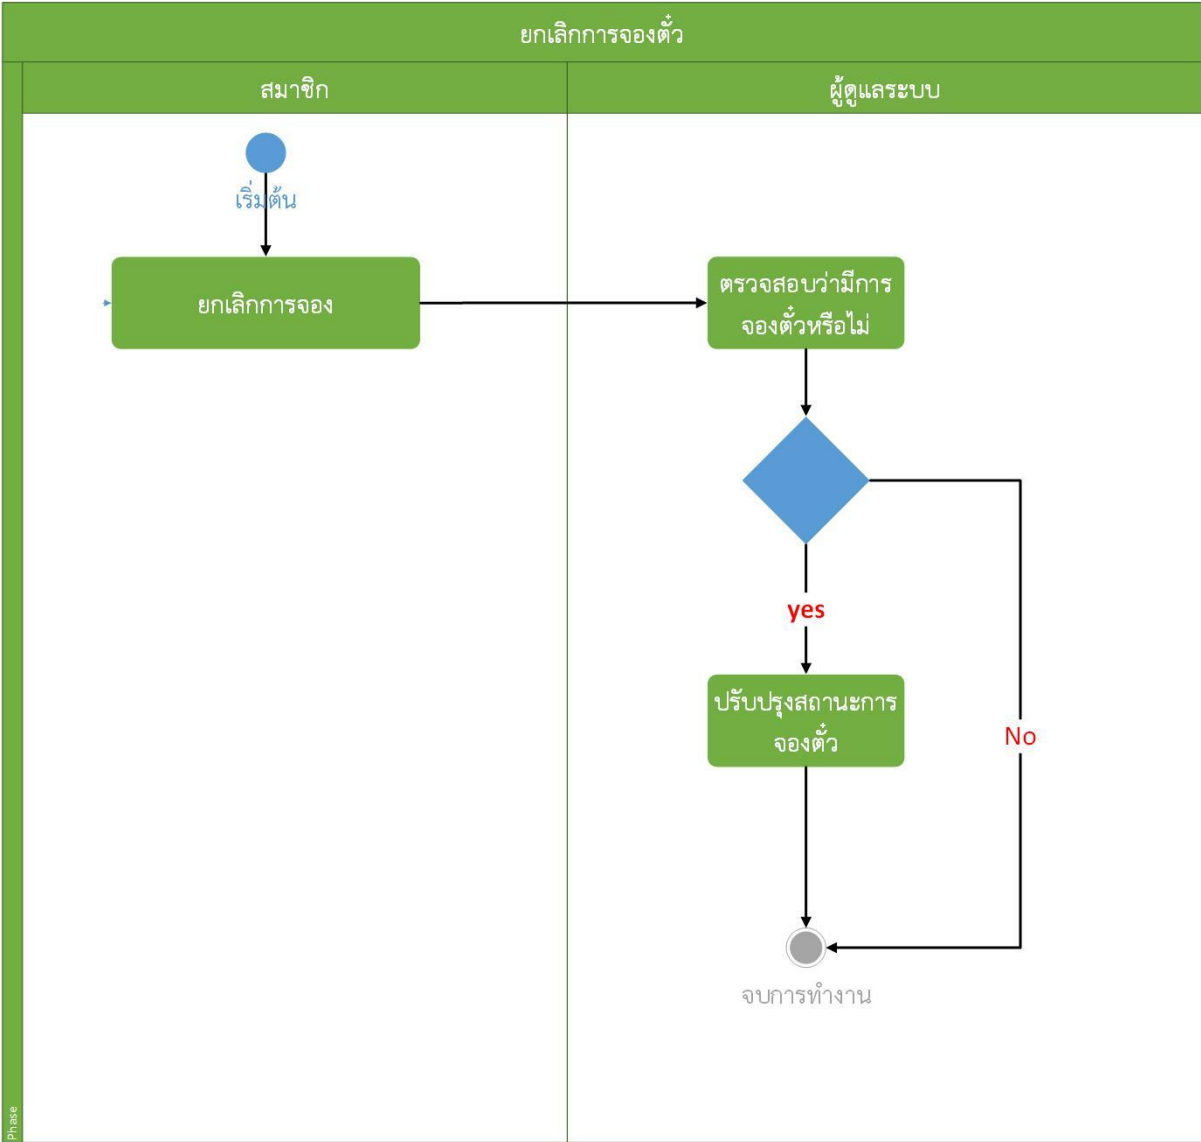 ยกเลิกการจองตั๋ว
สมาชิก
ผู้ดูแลระบบ
เริ่มต้น
ยกเลิกการจอง
ตรวจสอบว่ามีการ
จองตั๋วหรือไม่
yes
ปรับปรุงสถานะการ
จองตั๋ว
No
จบการทำงาน
Phase